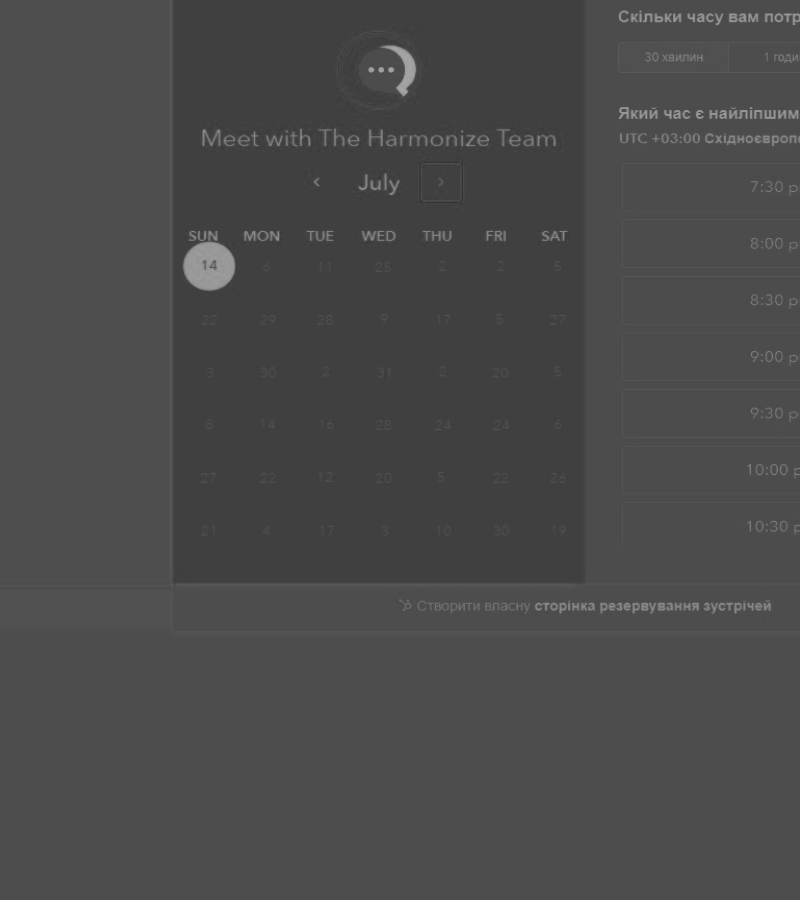 Meet with The Harmonize Team
July
SUN MON TUE WED THU FRI SAT
14 6 11 25 2 2 5
22 29 28 9 17 5 27
3 30 2 31 2 20 5
8 14 16 28 24 24 6
27 22 12 20 5 22 26
21 4 17 3 10 30 19
Скільки часу вам потр
30 хвилин 1 годи
Який час є найліпшим
UTC +03:00 Східноєвропе
7:30 p
8:00 p
8:30 p
9:00 p
9:30 p
10:00 p
10:30 p
Створити власну сторінка резервування зустрічей